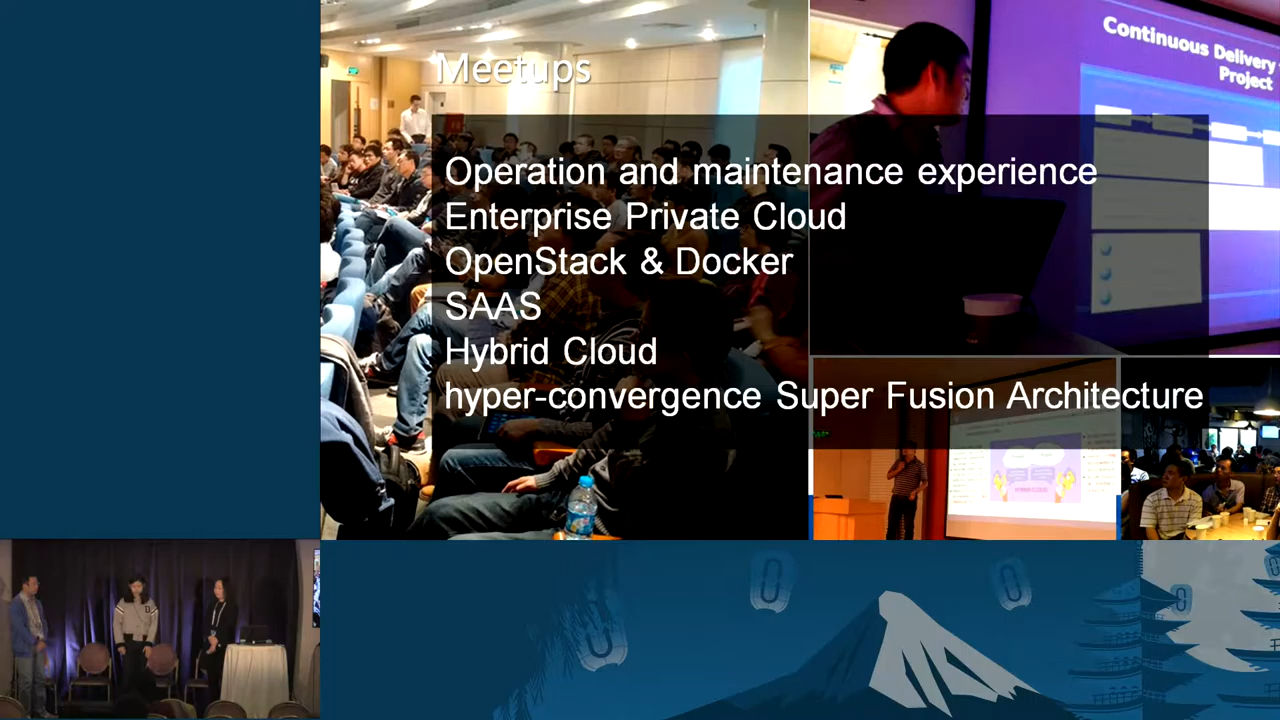 Meetups
Continuous Delivery
Project
Operation and maintenance experience
Enterprise Private Cloud
OpenStack & Docker
SAAS
Hybrid Cloud
hyper-convergence Super Fusion Architecture